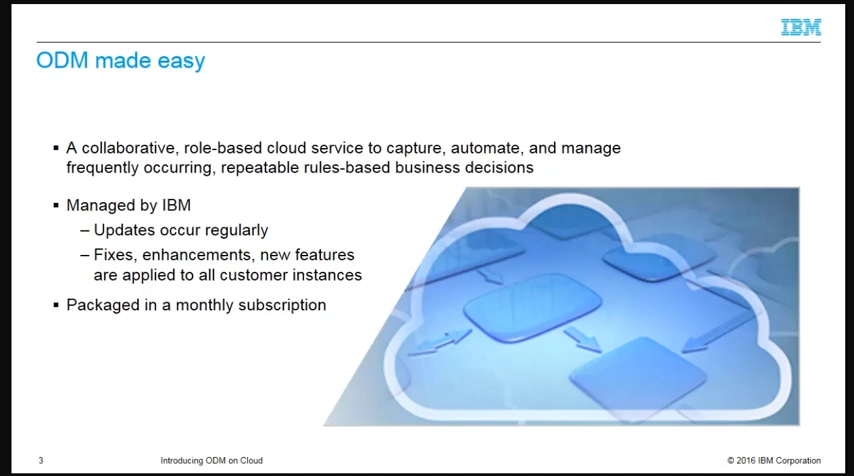 IBM
ODM made easy
▪ A collaborative, role-based cloud service to capture, automate, and manage
frequently occurring, repeatable rules-based business decisions
▪ Managed by IBM
– Updates occur regularly
– Fixes, enhancements, new features
are applied to all customer instances
▪ Packaged in a monthly subscription
3 Introducing ODM on Cloud © 2016 IBM Corporation